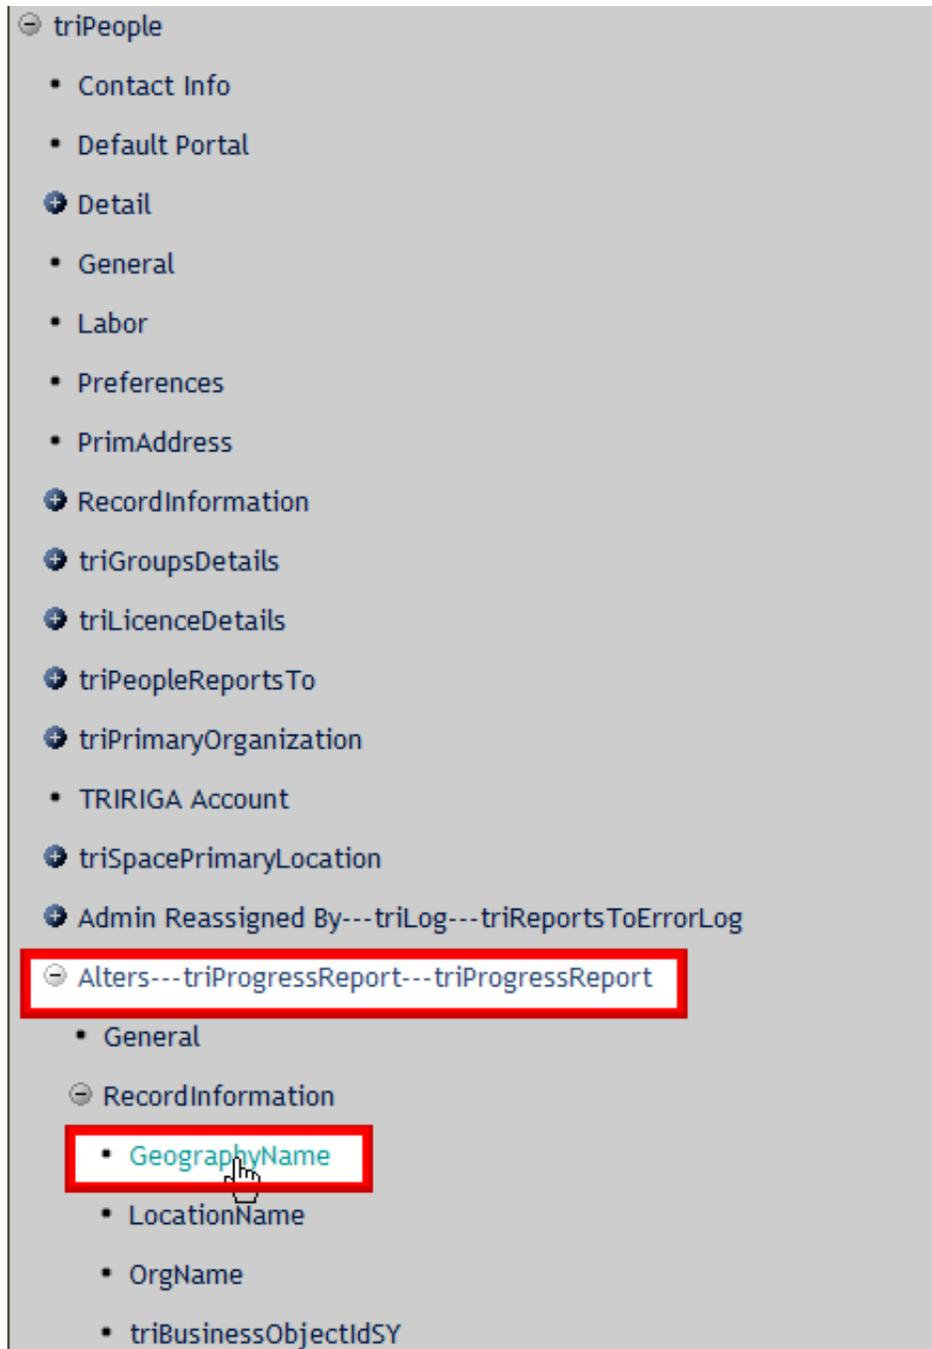 triPeople
Contact Info
Default Portal
Detail
General
Labor
Preferences
PrimAddress
RecordInformation
triGroupsDetails
triLicenceDetails
triPeopleReportsTo
triPrimaryOrganization
TRIRIGA Account
triSpacePrimaryLocation
Admin Reassigned By---triLog---triReportsToErrorLog
Alters---triProgressReport---triProgressReport
General
RecordInformation
GeographyName
LocationName
OrgName
triBusinessObjectIdSY